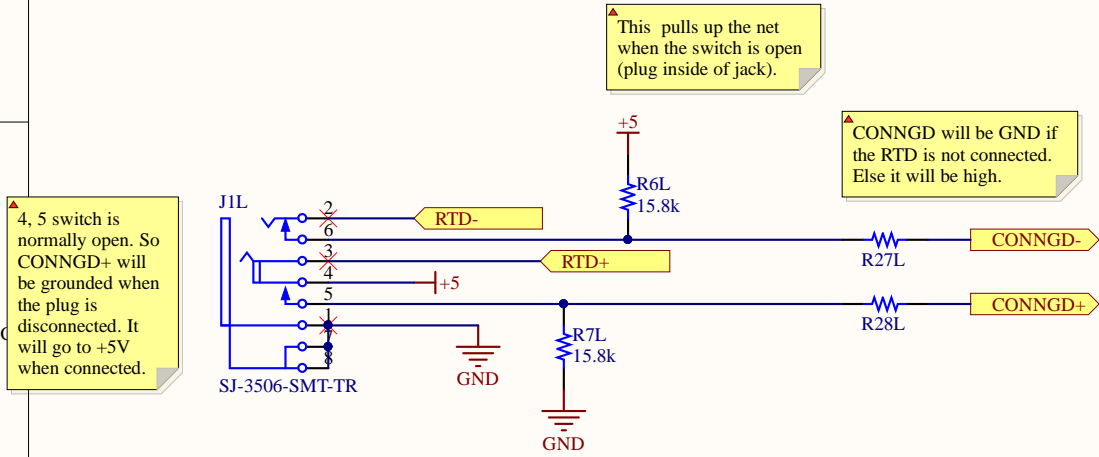 This  pulls up the net
when the switch is open
(plug inside of jack).
CONNGD will be GND if
the RTD is not connected.
Else it will be high.
4, 5 switch is
normally open. So
CONNGD+ will
be grounded when
the plug is
disconnected. It
will go to +5V
when connected.
+5
R6L
15.8k
J1L
2
RTD-
6
CONNGD-
R27L
3
RTD+
4
+5
5
CONNGD+
R28L
1
7
8
R7L
15.8k
GND
SJ-3506-SMT-TR
GND